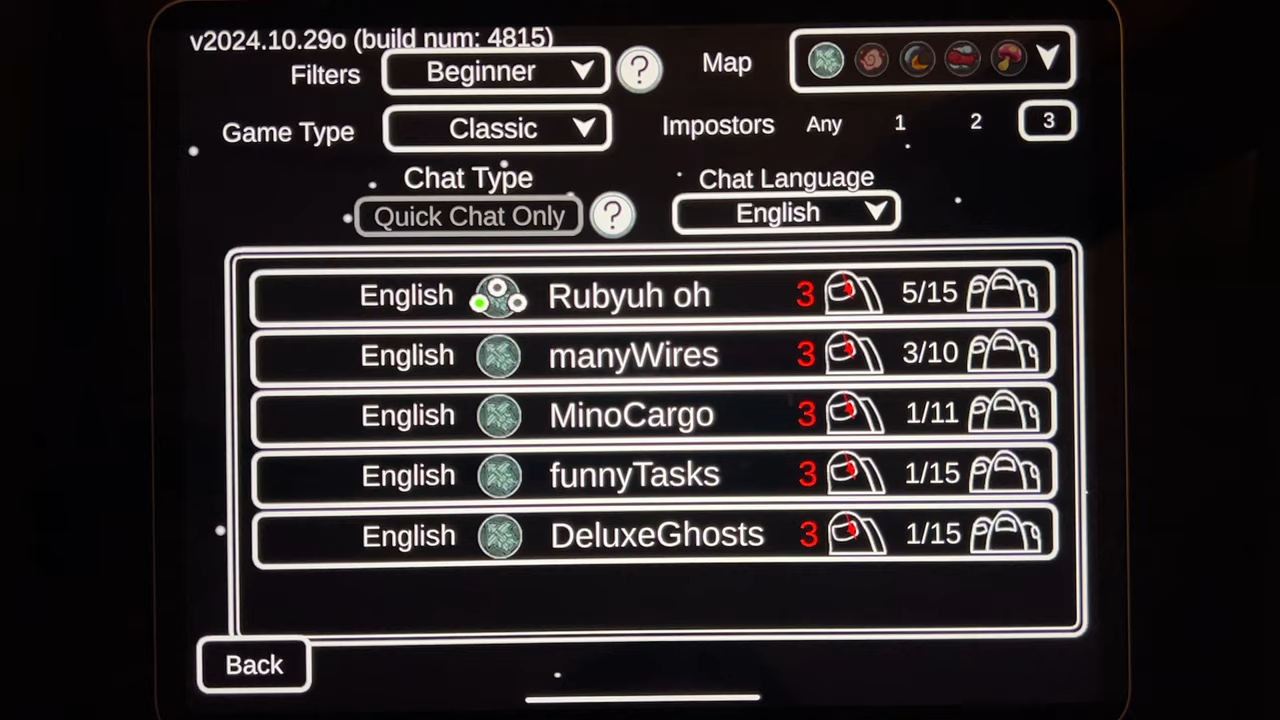 v2024.10.29o (build num: 4815)
Filters Beginner ? Map
Game Type Classic Impostors Any 1 2 3
Chat Type Chat Language
Quick Chat Only ? English
English Rubyuh oh 3 5/15
English manyWires 3 3/10
English MinoCargo 3 1/11
English funnyTasks 3 1/15
English DeluxeGhosts 3 1/15
Back